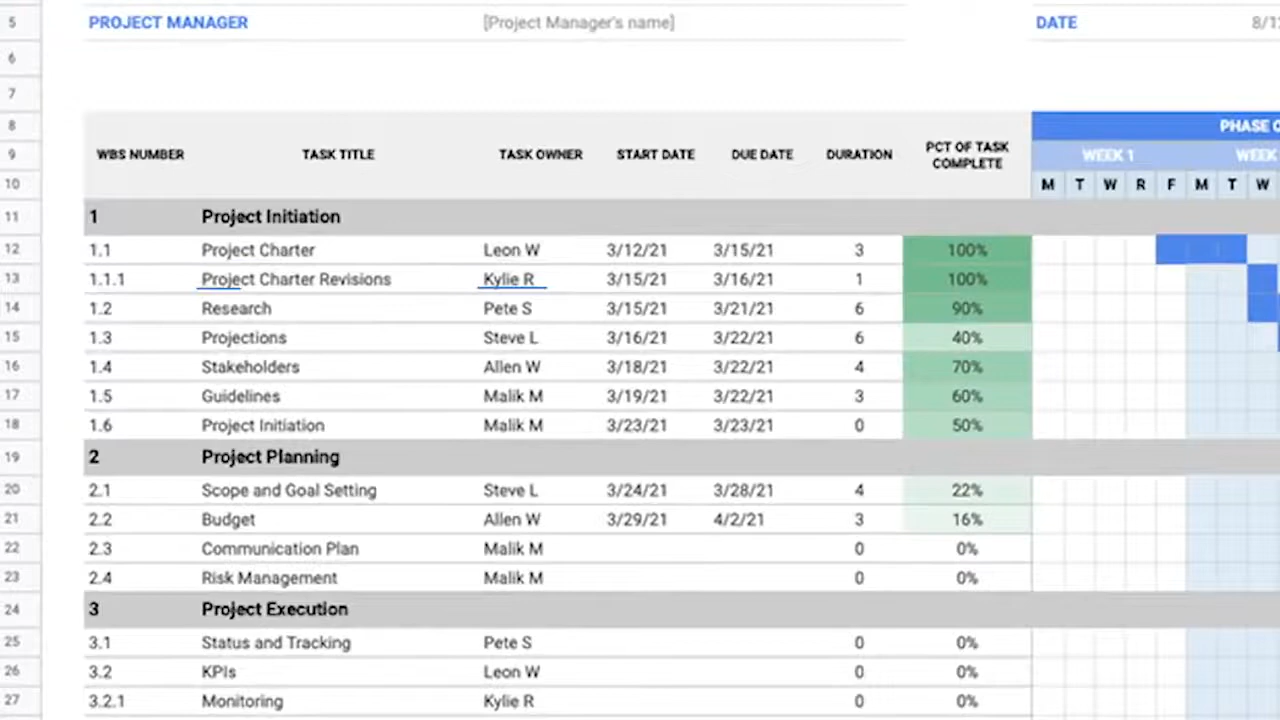 5 PROJECT MANAGER [Project Manager's name] DATE
6
7
8 PHASE
9 WBS NUMBER TASK TITLE TASK OWNER START DATE DUE DATE DURATION PCT OF TASK COMPLETE WEEK 1 WEEK
10 M T W R F M T W
11 1 Project Initiation
12 1.1 Project Charter Leon W 3/12/21 3/15/21 3 100%
13 1.1.1 Project Charter Revisions Kylie R 3/15/21 3/16/21 1 100%
14 1.2 Research Pete S 3/15/21 3/21/21 6 90%
15 1.3 Projections Steve L 3/16/21 3/22/21 6 40%
16 1.4 Stakeholders Allen W 3/18/21 3/22/21 4 70%
17 1.5 Guidelines Malik M 3/19/21 3/22/21 3 60%
18 1.6 Project Initiation Malik M 3/23/21 3/23/21 0 50%
19 2 Project Planning
20 2.1 Scope and Goal Setting Steve L 3/24/21 3/28/21 4 22%
21 2.2 Budget Allen W 3/29/21 4/2/21 3 16%
22 2.3 Communication Plan Malik M 0 0%
23 2.4 Risk Management Malik M 0 0%
24 3 Project Execution
25 3.1 Status and Tracking Pete S 0 0%
26 3.2 KPIs Leon W 0 0%
27 3.2.1 Monitoring Kylie R 0 0%